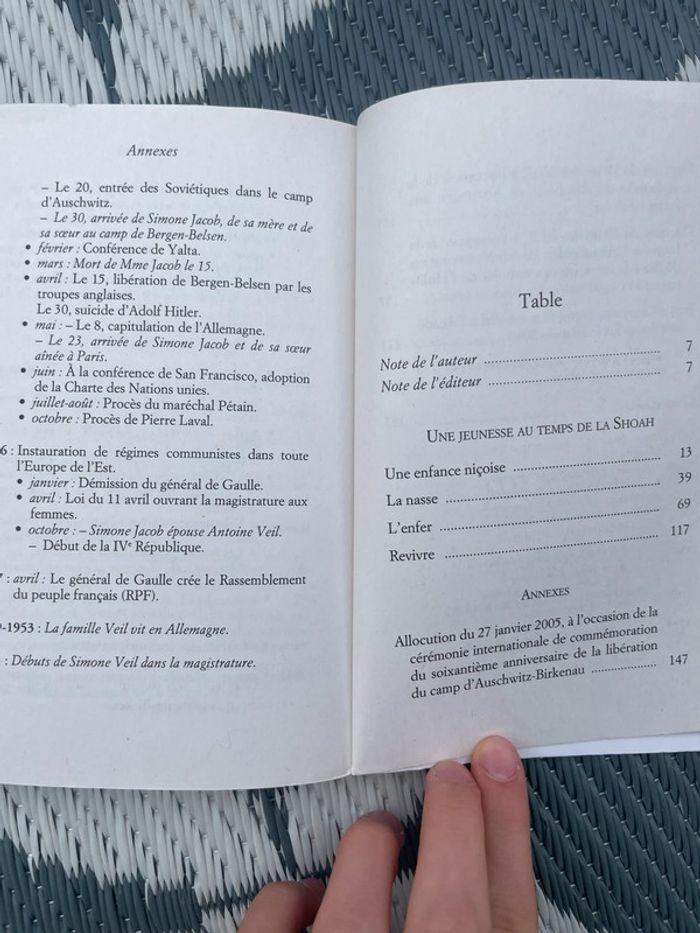 Annexes
– Le 20, entrée des Soviétiques dans le camp
d'Auschwitz.
– Le 30, arrivée de Simone Jacob, de sa mère et de
sa sœur au camp de Bergen-Belsen.
• février : Conférence de Yalta.
• mars : Mort de Mme Jacob le 15.
• avril : Le 15, libération de Bergen-Belsen par les
troupes anglaises.
Le 30, suicide d'Adolf Hitler.
• mai : – Le 8, capitulation de l'Allemagne.
– Le 23, arrivée de Simone Jacob et de sa sœur
aînée à Paris.
• juin : À la conférence de San Francisco, adoption
de la Charte des Nations unies.
• juillet-août : Procès du maréchal Pétain.
• octobre : Procès de Pierre Laval.
6 : Instauration de régimes communistes dans toute
l'Europe de l'Est.
• janvier : Démission du général de Gaulle.
• avril : Loi du 11 avril ouvrant la magistrature aux
femmes.
• octobre : – Simone Jacob épouse Antoine Veil.
– Début de la IVe République.
: avril : Le général de Gaulle crée le Rassemblement
du peuple français (RPF).
-1953 : La famille Veil vit en Allemagne.
: Débuts de Simone Veil dans la magistrature.
Table
Note de l'auteur ........ 7
Note de l'éditeur ........ 7
UNE JEUNESSE AU TEMPS DE LA SHOAH
Une enfance niçoise ........ 13
La nasse ........ 39
L'enfer ........ 69
Revivre ........ 117
ANNEXES
Allocution du 27 janvier 2005, à l'occasion de la
cérémonie internationale de commémoration
du soixantième anniversaire de la libération
du camp d'Auschwitz-Birkenau ........ 147